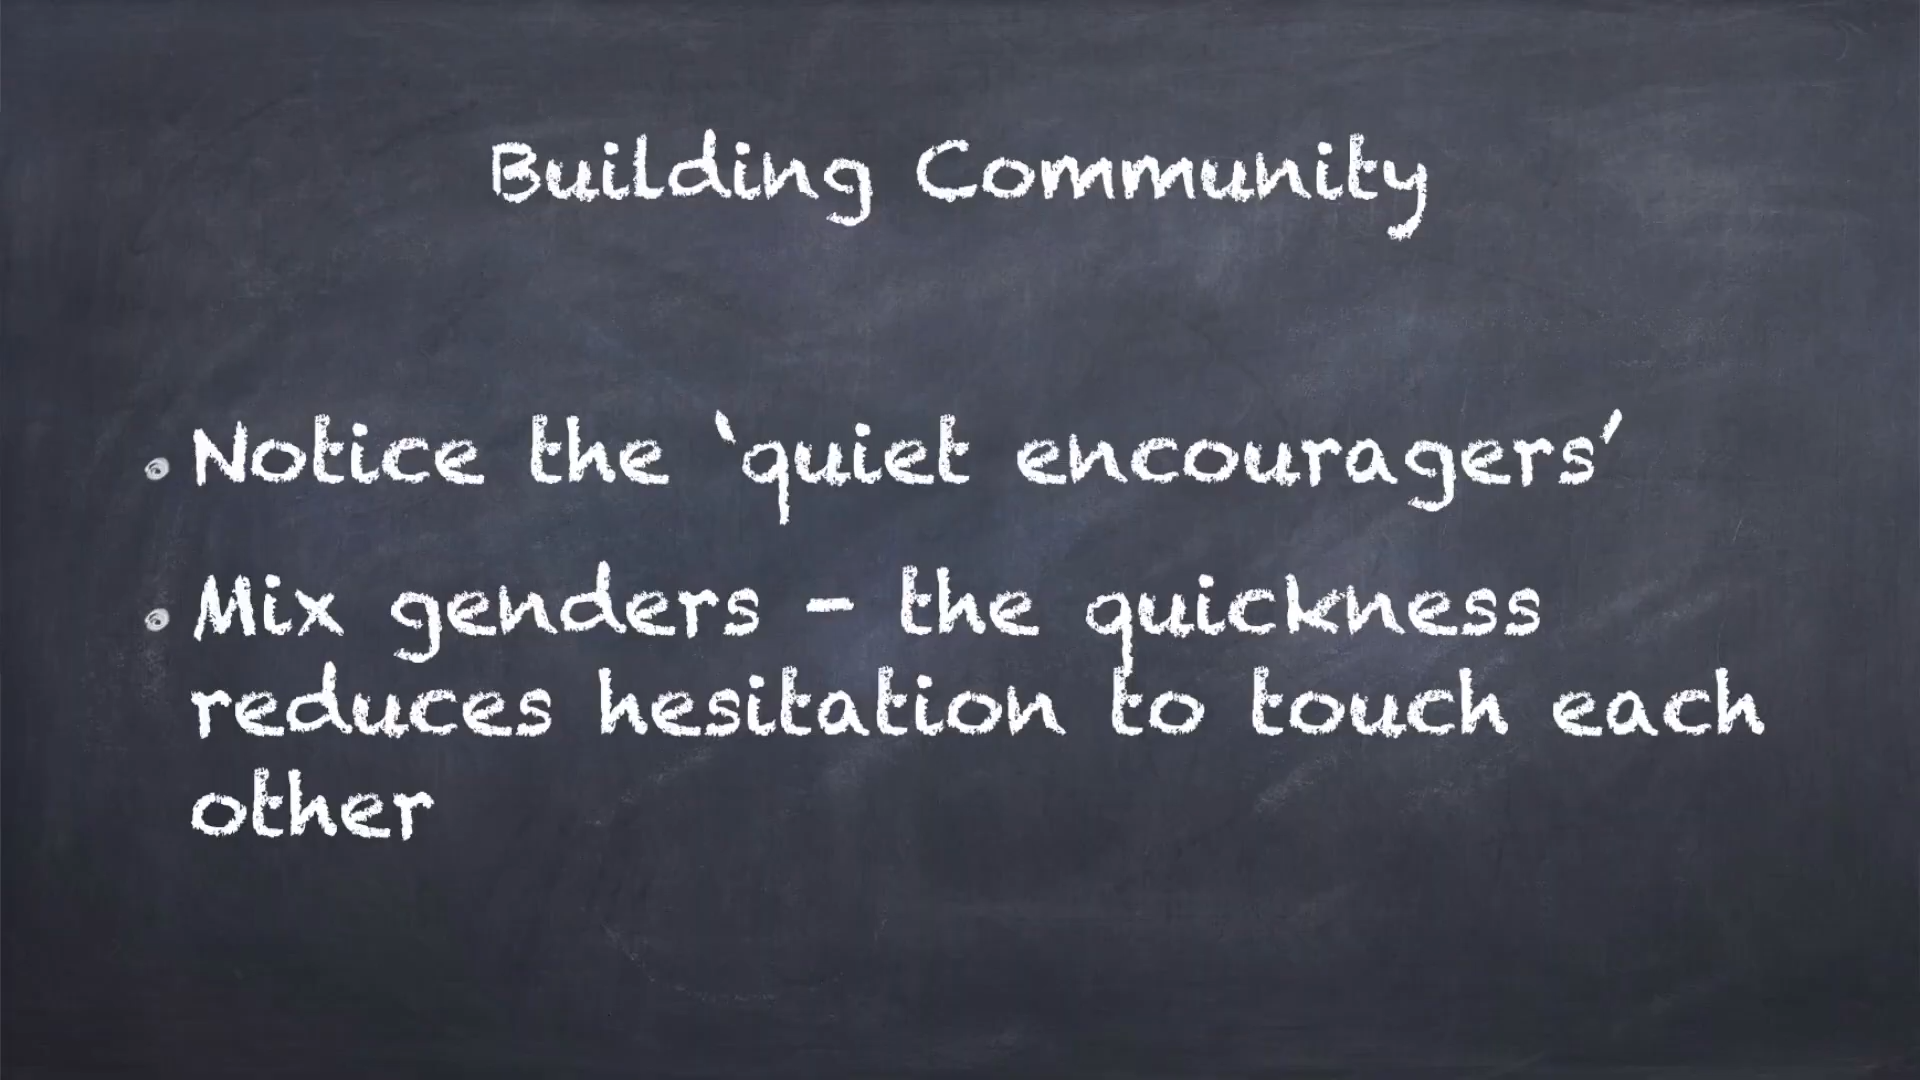 Building Community
• Notice the ‘quiet encouragers’
• Mix genders - the quickness
reduces hesitation to touch each
other